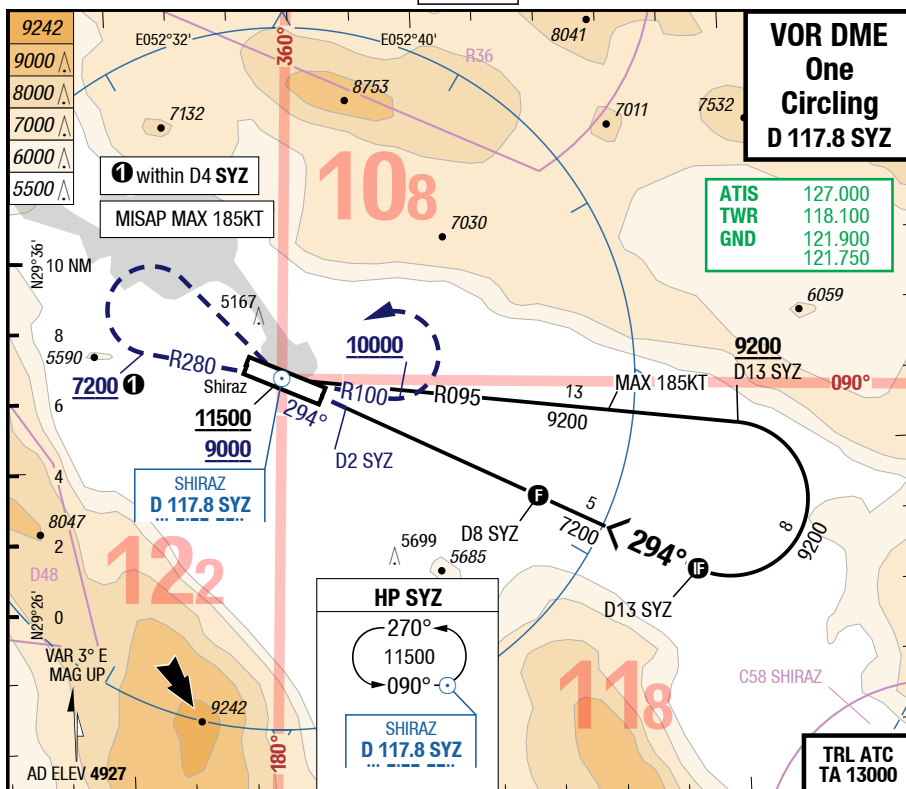 9242
9000
8000
7000
6000
5500
E052°32'
360°
E052°40'
R36
8041
VOR DME
One
Circling
D 117.8 SYZ
8753
7132
7011
7532
1 within D4 SYZ
MISAP MAX 185KT
108
7030
ATIS 127.000
TWR 118.100
GND 121.900
121.750
N29°36'
10 NM
8
6
4
2
0
N29°26'
5167
6059
5590
7200 1
R280
Shiraz
11500
9000
294°
10000
R100
R095
13
9200
MAX 185KT
9200
D13 SYZ
090°
D2 SYZ
SHIRAZ
D 117.8 SYZ
F
D8 SYZ
5
7200
294°
IF
D13 SYZ
8
9200
8047
D48
122
5699
5685
HP SYZ
270°
11500
090°
SHIRAZ
D 117.8 SYZ
118
C58 SHIRAZ
VAR 3° E
MAG UP
9242
180°
AD ELEV 4927
TRL ATC
TA 13000